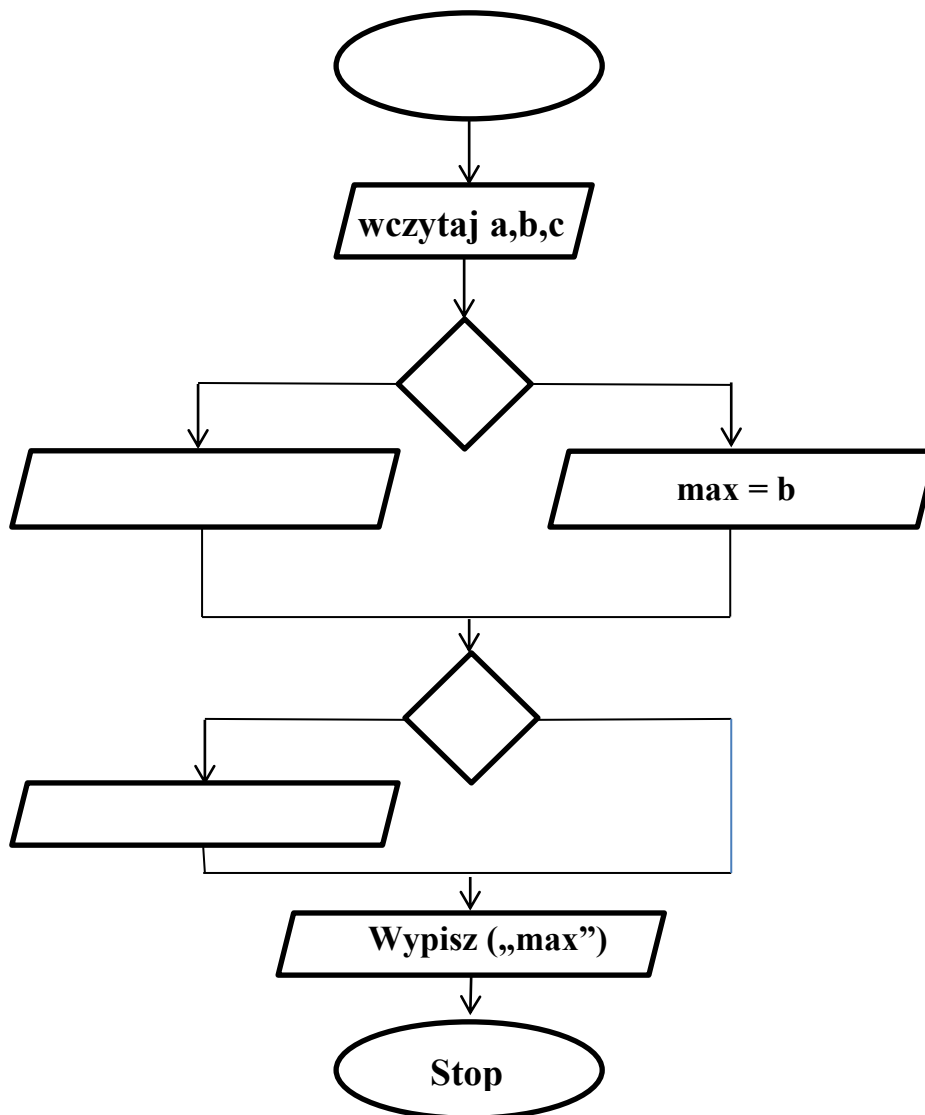 wczytaj a,b,c
max = b
Wypisz („max”)
Stop